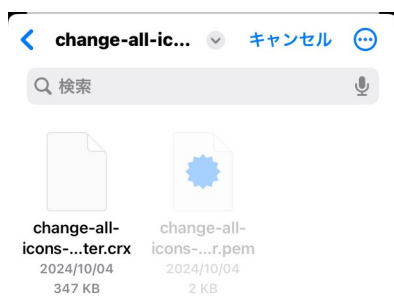 change-all-ic... キャンセル
検索
change-all-
icons-...ter.crx
2024/10/04
347 KB
change-all-
icons-...r.pem
2024/10/04
2 KB